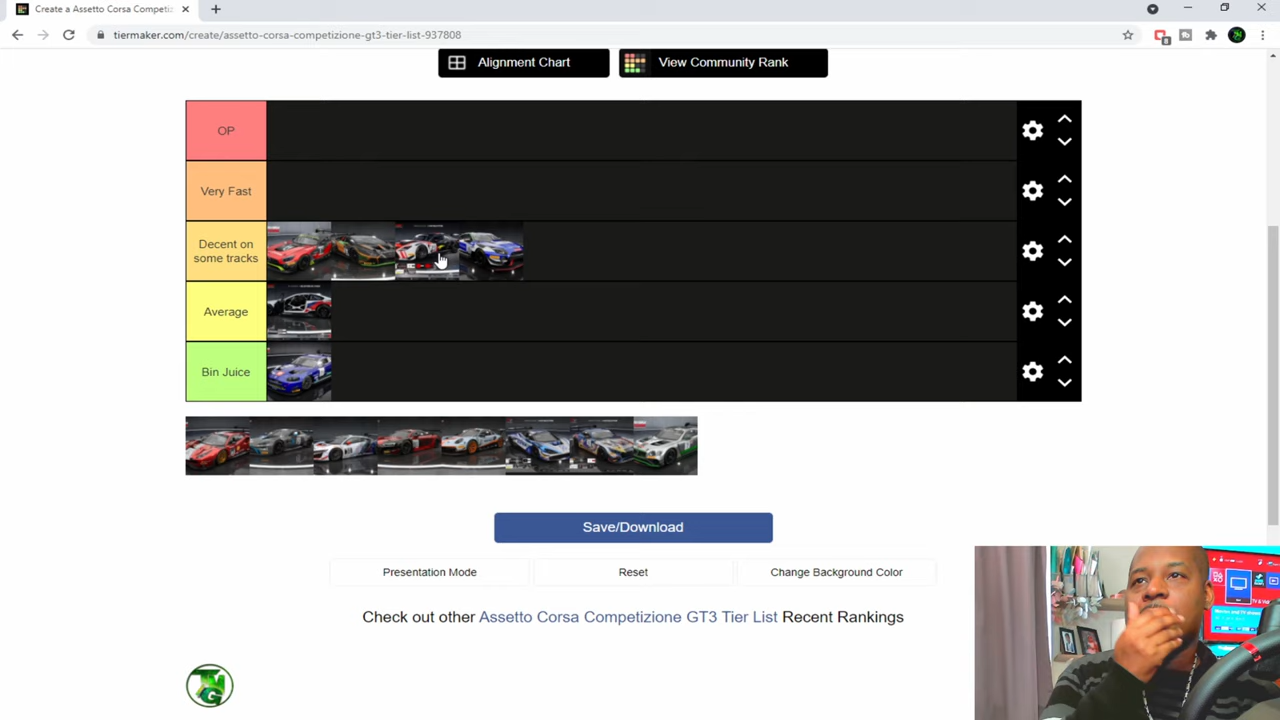 Create a Assetto Corsa Competiz
tiermaker.com/create/assetto-corsa-competizione-gt3-tier-list-937808
Alignment Chart
View Community Rank
OP
Very Fast
Decent on
some tracks
Average
Bin Juice
Save/Download
Presentation Mode
Reset
Change Background Color
Check out other Assetto Corsa Competizione GT3 Tier List Recent Rankings